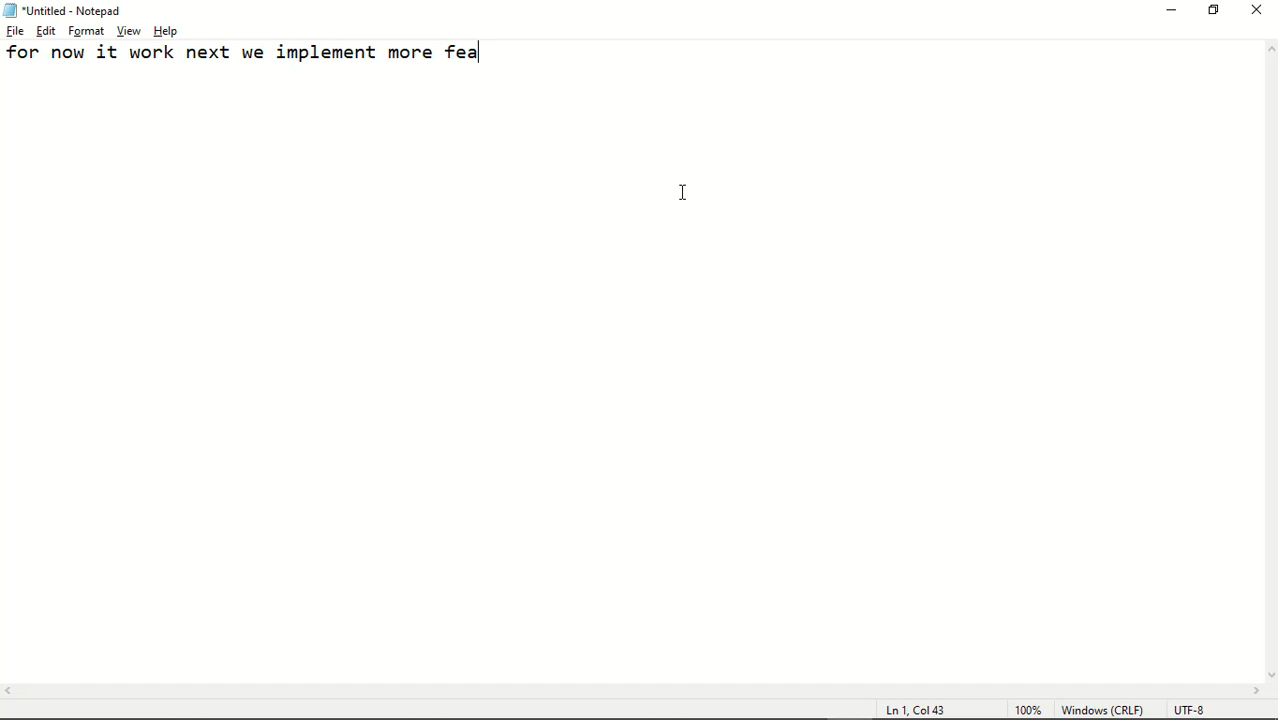 *Untitled - Notepad
File Edit Format View Help
for now it work next we implement more fea
Ln 1, Col 43 100% Windows (CRLF) UTF-8